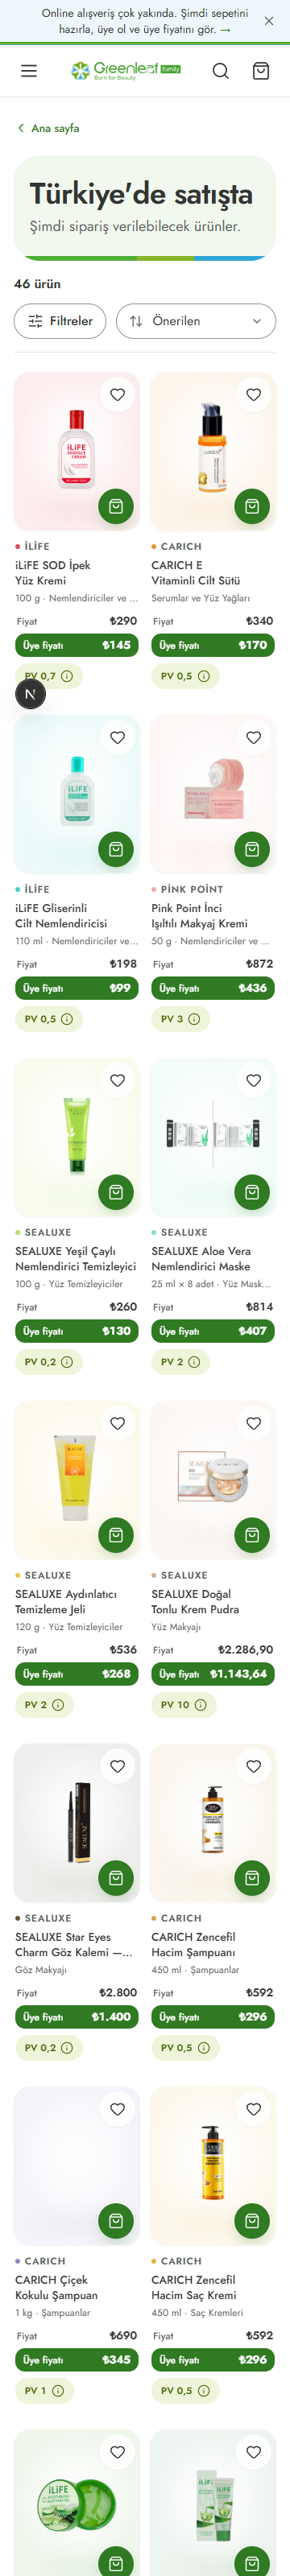 Online alışveriş çok yakında. Şimdi sepetini
hazırla, üye ol ve üye fiyatını gör. →
Greenleaf family
Born for Beauty
Ana sayfa
Türkiye'de satışta
Şimdi sipariş verilebilecek ürünler.
46 ürün
Filtreler
Önerilen
İLİFE
iLiFE SOD İpek
Yüz Kremi
100 g · Nemlendiriciler ve ...
Fiyat ₺290
Üye fiyatı ₺145
PV 0,7
CARICH
CARICH E
Vitaminli Cilt Sütü
Serumlar ve Yüz Yağları
Fiyat ₺340
Üye fiyatı ₺170
PV 0,5
N
İLİFE
iLiFE Gliserinli
Cilt Nemlendiricisi
110 ml · Nemlendiriciler ve...
Fiyat ₺198
Üye fiyatı ₺99
PV 0,5
PİNK POİNT
Pink Point İnci
Işıltılı Makyaj Kremi
50 g · Nemlendiriciler ve ...
Fiyat ₺872
Üye fiyatı ₺436
PV 3
SEALUXE
SEALUXE Yeşil Çaylı
Nemlendirici Temizleyici
100 g · Yüz Temizleyiciler
Fiyat ₺260
Üye fiyatı ₺130
PV 0,2
SEALUXE
SEALUXE Aloe Vera
Nemlendirici Maske
25 ml × 8 adet · Yüz Mask...
Fiyat ₺814
Üye fiyatı ₺407
PV 2
SEALUXE
SEALUXE Aydınlatıcı
Temizleme Jeli
120 g · Yüz Temizleyiciler
Fiyat ₺536
Üye fiyatı ₺268
PV 2
SEALUXE
SEALUXE Doğal
Tonlu Krem Pudra
Yüz Makyajı
Fiyat ₺2.286,90
Üye fiyatı ₺1.143,64
PV 10
SEALUXE
SEALUXE Star Eyes
Charm Göz Kalemi —...
Göz Makyajı
Fiyat ₺2.800
Üye fiyatı ₺1.400
PV 0,2
CARICH
CARICH Zencefil
Hacim Şampuanı
450 ml · Şampuanlar
Fiyat ₺592
Üye fiyatı ₺296
PV 0,5
CARICH
CARICH Çiçek
Kokulu Şampuan
1 kg · Şampuanlar
Fiyat ₺690
Üye fiyatı ₺345
PV 1
CARICH
CARICH Zencefil
Hacim Saç Kremi
450 ml · Saç Kremleri
Fiyat ₺592
Üye fiyatı ₺296
PV 0,5
iLiFE
iLiFE